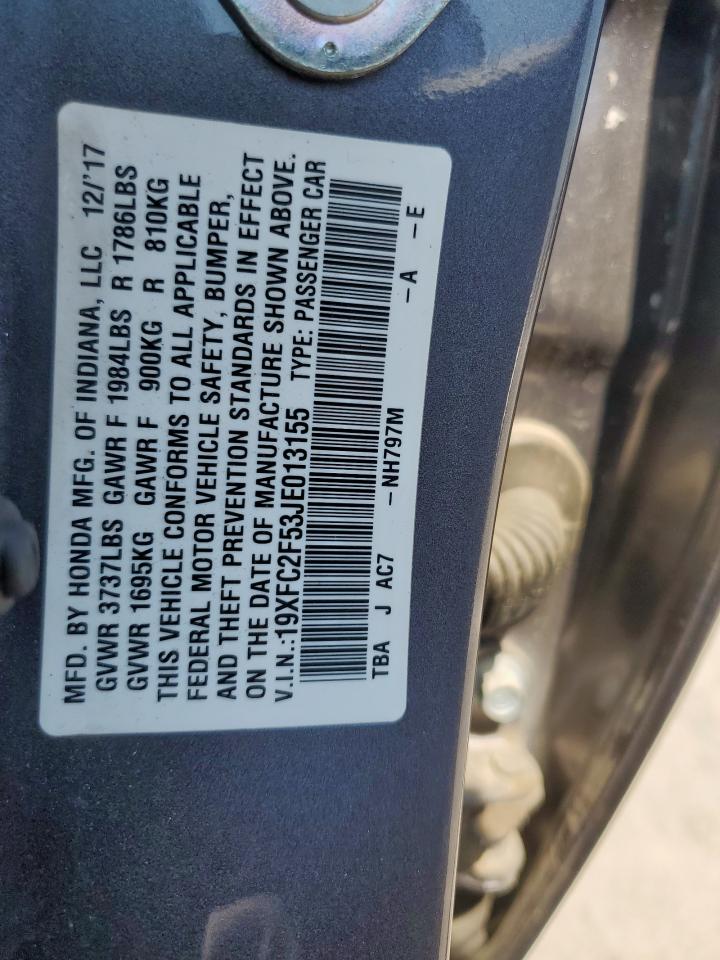 MFD. BY HONDA MFG. OF INDIANA, LLC 12/'17
GVWR 3737LBS GAWR F 1984LBS R 1786LBS
GVWR 1695KG GAWR F 900KG R 810KG
THIS VEHICLE CONFORMS TO ALL APPLICABLE
FEDERAL MOTOR VEHICLE SAFETY, BUMPER,
AND THEFT PREVENTION STANDARDS IN EFFECT
ON THE DATE OF MANUFACTURE SHOWN ABOVE.
V.I.N.:19XFC2F53JE013155 TYPE: PASSENGER CAR
TBA J AC7 -NH797M -A -E